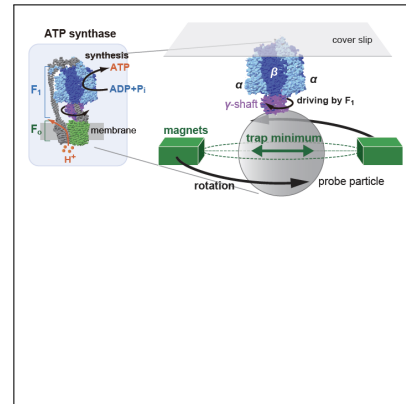 ATP synthase
synthesis
ATP
F1
ADP+Pi
Fo
membrane
H+
cover slip
α
β
α
γ-shaft
driving by F1
magnets
trap minimum
rotation
probe particle